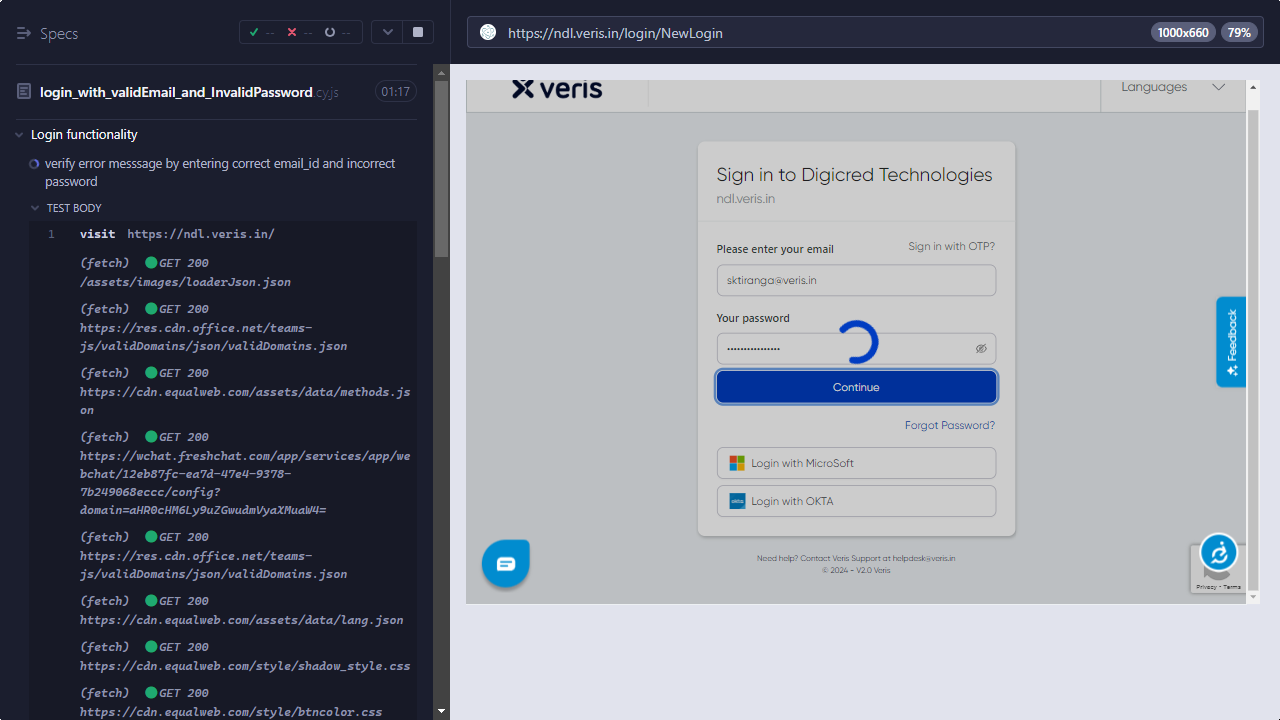 Specs
--
--
--
login_with_validEmail_and_InvalidPassword.cy.js
01:17
Login functionality
verify error messsage by entering correct email_id and incorrect
password
TEST BODY
1 visit https://ndl.veris.in/
(fetch) GET 200
/assets/images/loaderJson.json
(fetch) GET 200
https://res.cdn.office.net/teams-
js/validDomains/json/validDomains.json
(fetch) GET 200
https://cdn.equalweb.com/assets/data/methods.js
on
(fetch) GET 200
https://wchat.freshchat.com/app/services/app/we
bchat/12eb87fc-ea7d-47e4-9378-
7b249068eccc/config?
domain=aHR0cHM6Ly9uZGwudmVyaXMuaW4=
(fetch) GET 200
https://res.cdn.office.net/teams-
js/validDomains/json/validDomains.json
(fetch) GET 200
https://cdn.equalweb.com/assets/data/lang.json
(fetch) GET 200
https://cdn.equalweb.com/style/shadow_style.css
(fetch) GET 200
https://cdn.equalweb.com/style/btncolor.css
https://ndl.veris.in/login/NewLogin
1000x660
79%
veris
Languages
Sign in to Digicred Technologies
ndl.veris.in
Please enter your email
Sign in with OTP?
sktiranga@veris.in
Your password
••••••••••••••••
Continue
Forgot Password?
Login with MicroSoft
okta
Login with OKTA
Need help? Contact Veris Support at helpdesk@veris.in
© 2024 - V2.0 Veris
Feedback
Privacy - Terms